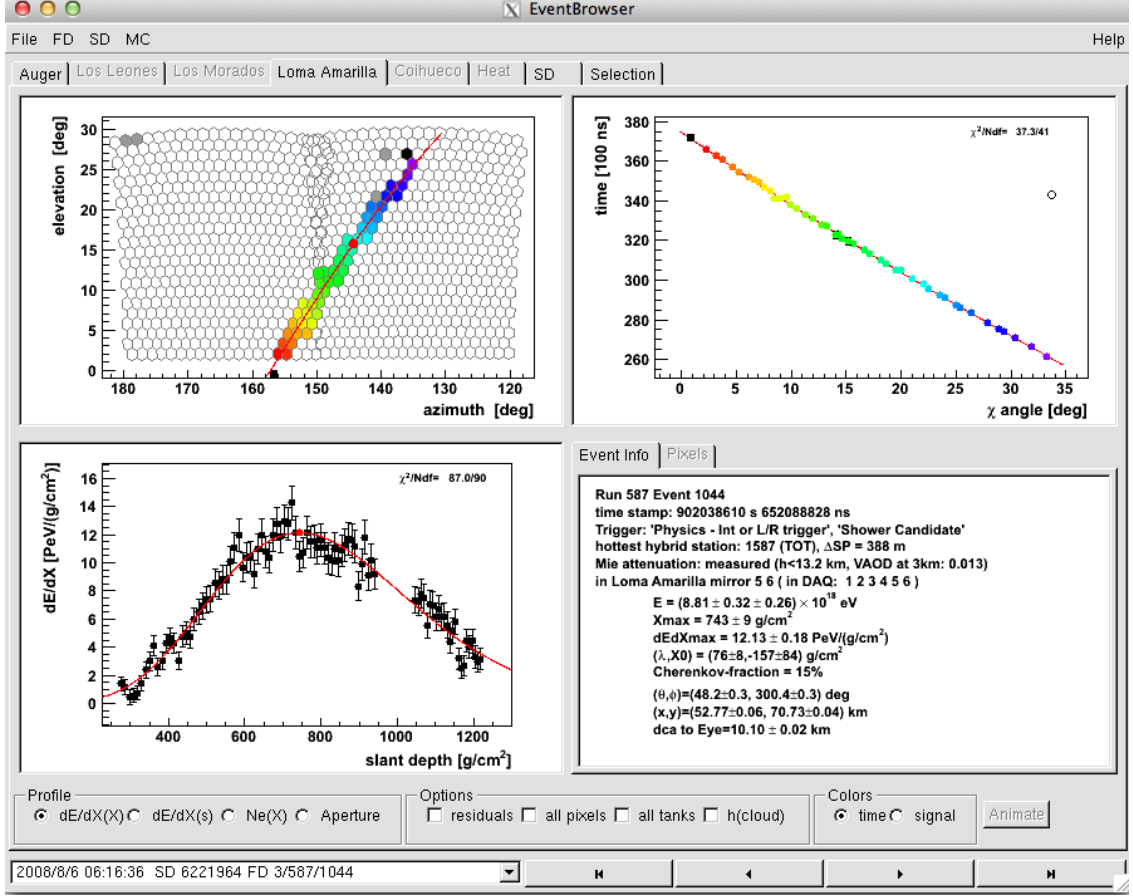 EventBrowser
File FD SD MC Help
Auger Los Leones Los Morados Loma Amarilla Coihueco Heat SD Selection
elevation [deg]
30
25
20
15
10
5
0
180 170 160 150 140 130 120
azimuth [deg]
χ²/Ndf= 37.3/41
time [100 ns]
380
360
340
320
300
280
260
0 5 10 15 20 25 30 35
χ angle [deg]
χ²/Ndf= 87.0/90
dE/dX [PeV/(g/cm²)]
16
14
12
10
8
6
4
2
0
400 600 800 1000 1200
slant depth [g/cm²]
Event Info Pixels
Run 587 Event 1044
time stamp: 902038610 s 652088828 ns
Trigger: 'Physics - Int or L/R trigger', 'Shower Candidate'
hottest hybrid station: 1587 (TOT), ΔSP = 388 m
Mie attenuation: measured (h<13.2 km, VAOD at 3km: 0.013)
in Loma Amarilla mirror 5 6 ( in DAQ: 1 2 3 4 5 6 )
E = (8.81 ± 0.32 ± 0.26) × 10¹⁸ eV
Xmax = 743 ± 9 g/cm²
dEdXmax = 12.13 ± 0.18 PeV/(g/cm²)
(λ,X0) = (76±8,-157±84) g/cm²
Cherenkov-fraction = 15%
(θ,ϕ)=(48.2±0.3, 300.4±0.3) deg
(x,y)=(52.77±0.06, 70.73±0.04) km
dca to Eye=10.10 ± 0.02 km
Profile
dE/dX(X) dE/dX(s) Ne(X) Aperture
Options
residuals all pixels all tanks h(cloud)
Colors
time signal
Animate
2008/8/6 06:16:36 SD 6221964 FD 3/587/1044